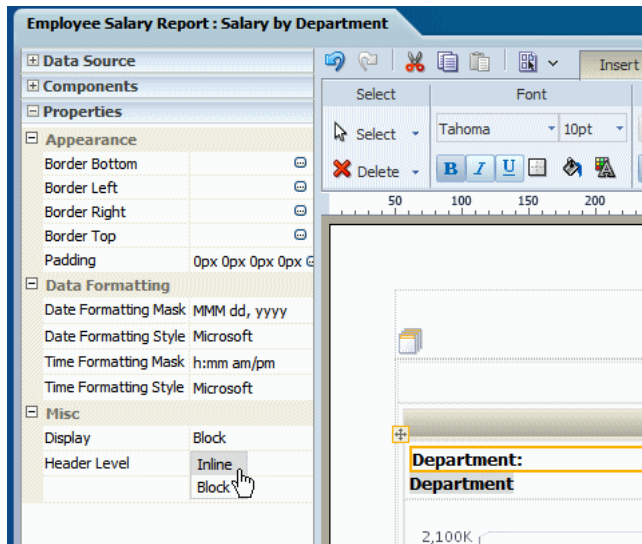 Employee Salary Report : Salary by Department
Data Source
Components
Properties
Appearance
Border Bottom
Border Left
Border Right
Border Top
Padding 0px 0px 0px 0px
Data Formatting
Date Formatting Mask MMM dd, yyyy
Date Formatting Style Microsoft
Time Formatting Mask h:mm am/pm
Time Formatting Style Microsoft
Misc
Display Block
Header Level Inline
Block
Insert
Select Font
Select Tahoma 10pt
Delete B I U A
50 100 150 200
Department:
Department
2,100K